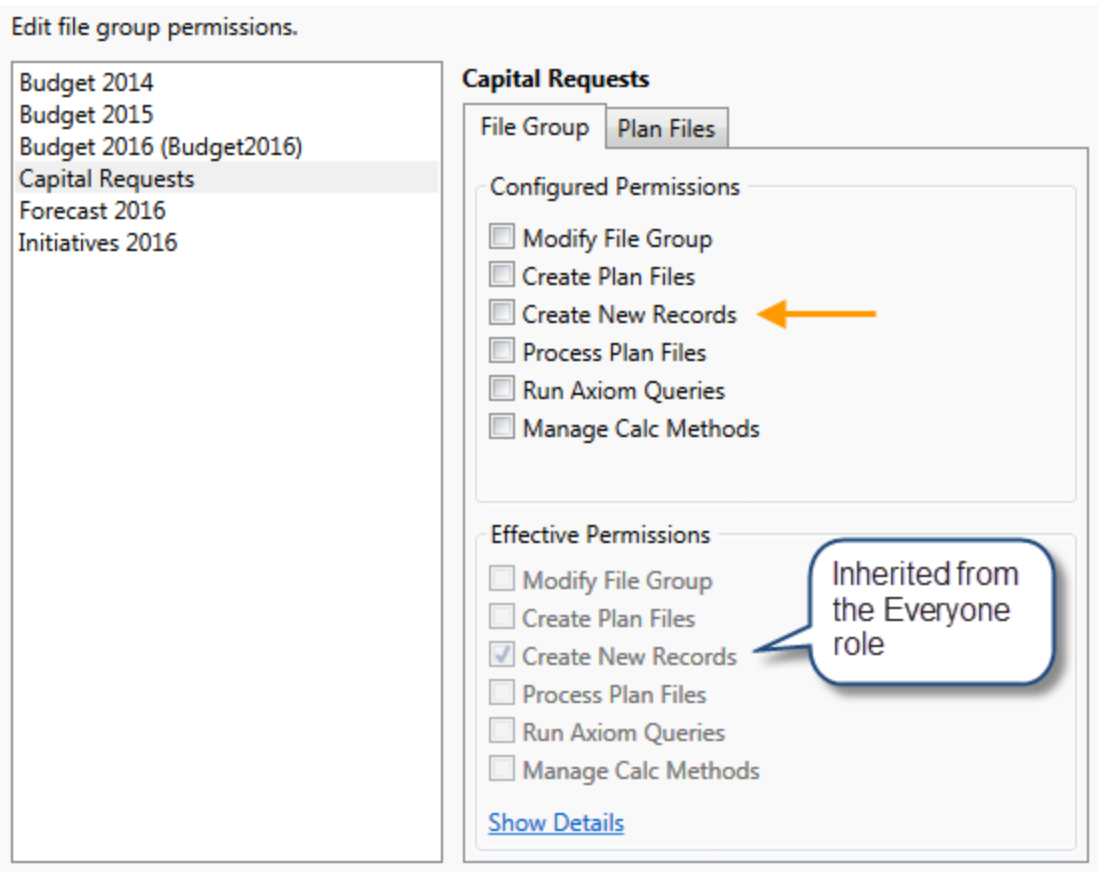 Edit file group permissions.
Budget 2014
Budget 2015
Budget 2016 (Budget2016)
Capital Requests
Forecast 2016
Initiatives 2016
Capital Requests
File Group
Plan Files
Configured Permissions
Modify File Group
Create Plan Files
Create New Records
Process Plan Files
Run Axiom Queries
Manage Calc Methods
Effective Permissions
Modify File Group
Create Plan Files
Create New Records
Process Plan Files
Run Axiom Queries
Manage Calc Methods
Inherited from
the Everyone
role
Show Details